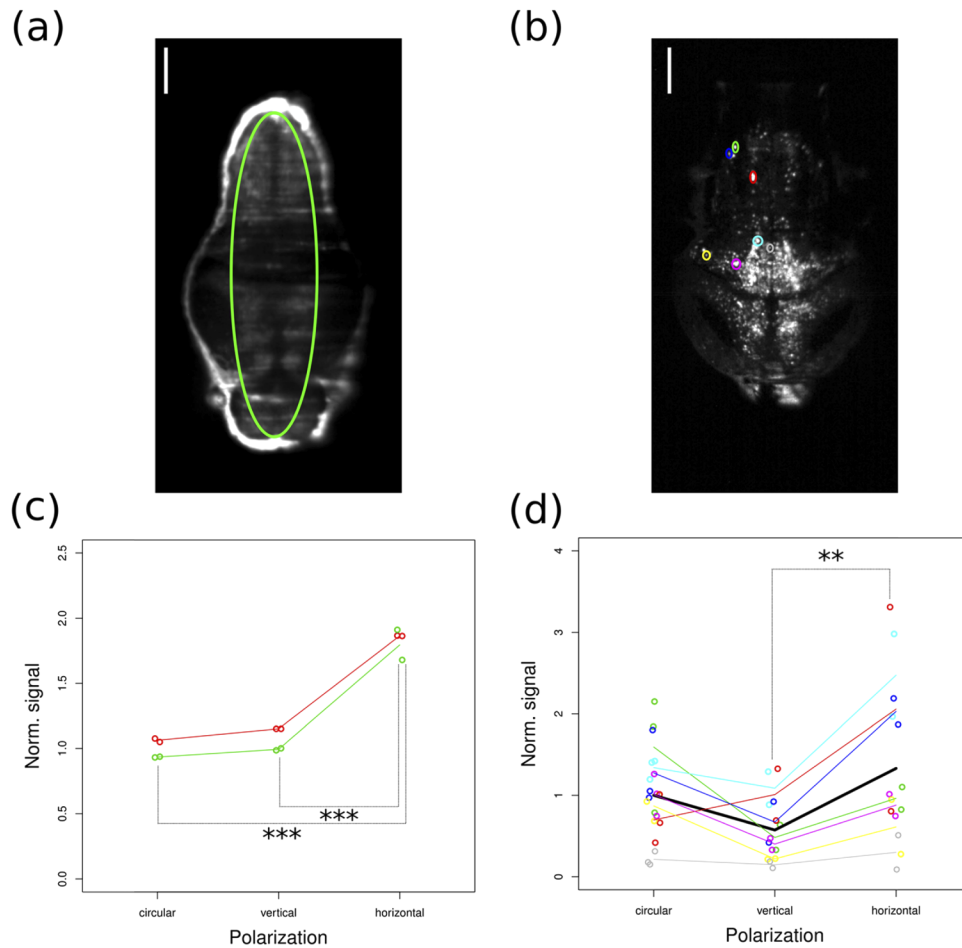 (a)
(b)
(c)
Norm. signal
2.5
2.0
1.5
1.0
0.5
0.0
***
***
circular vertical horizontal
Polarization
(d)
Norm. signal
4
3
2
1
0
**
circular vertical horizontal
Polarization